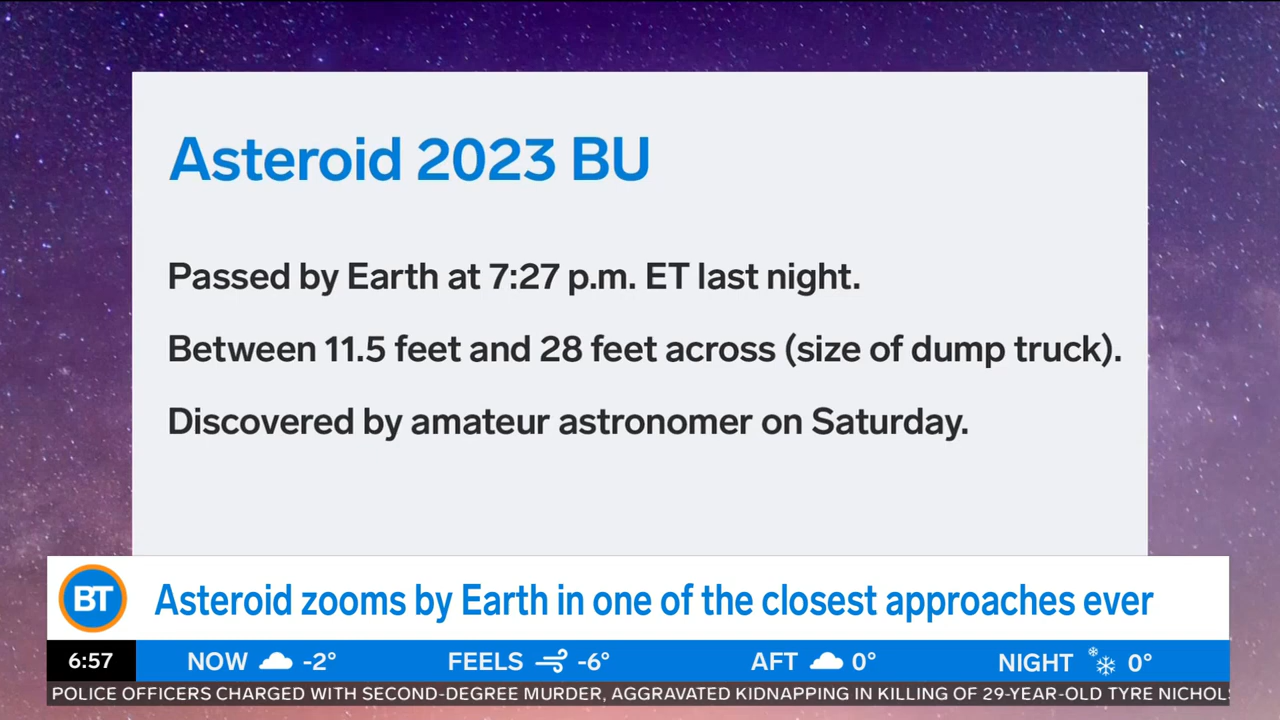 Asteroid 2023 BU
Passed by Earth at 7:27 p.m. ET last night.
Between 11.5 feet and 28 feet across (size of dump truck).
Discovered by amateur astronomer on Saturday.
BT
Asteroid zooms by Earth in one of the closest approaches ever
6:57 NOW -2° FEELS -6° AFT 0° NIGHT 0°
POLICE OFFICERS CHARGED WITH SECOND-DEGREE MURDER, AGGRAVATED KIDNAPPING IN KILLING OF 29-YEAR-OLD TYRE NICHOL